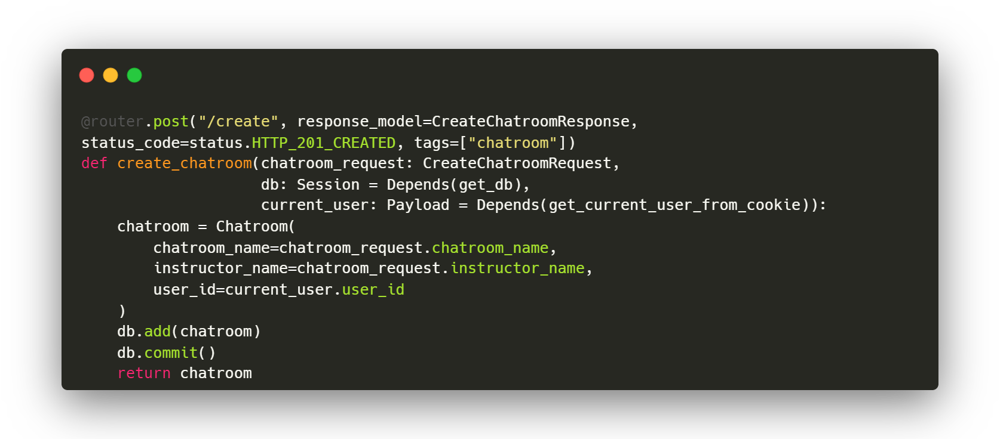 @router.post("/create", response_model=CreateChatroomResponse,
status_code=status.HTTP_201_CREATED, tags=["chatroom"])
def create_chatroom(chatroom_request: CreateChatroomRequest,
                    db: Session = Depends(get_db),
                    current_user: Payload = Depends(get_current_user_from_cookie)):
    chatroom = Chatroom(
        chatroom_name=chatroom_request.chatroom_name,
        instructor_name=chatroom_request.instructor_name,
        user_id=current_user.user_id
    )
    db.add(chatroom)
    db.commit()
    return chatroom